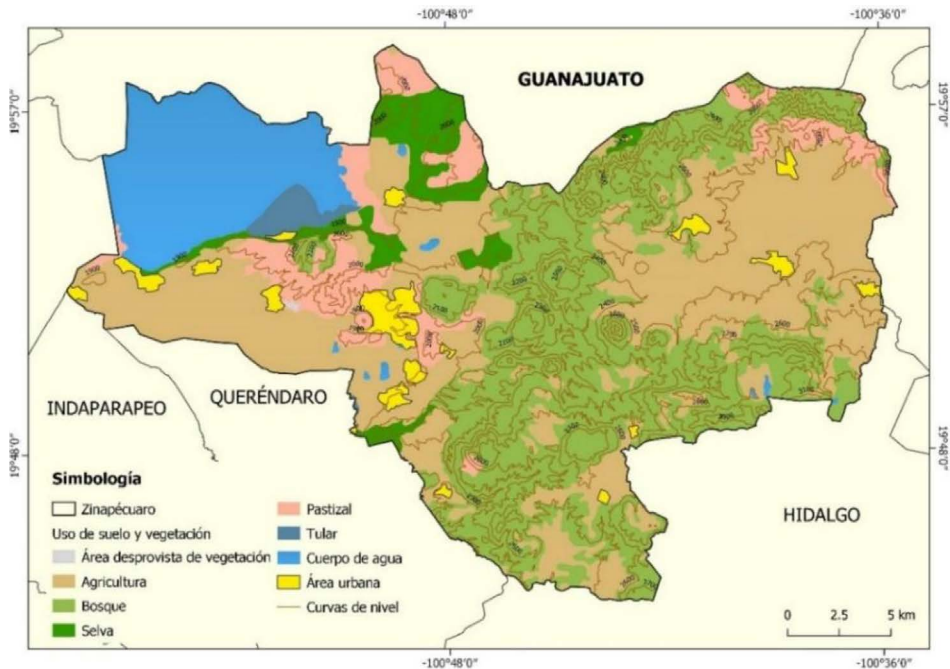 -100°48'0"
-100°36'0"
GUANAJUATO
19°57'0"
19°57'0"
INDAPARAPEO
QUERÉNDARO
19°48'0"
19°48'0"
HIDALGO
Simbología
Zinapécuaro
Uso de suelo y vegetación
Área desprovista de vegetación
Agricultura
Bosque
Selva
Pastizal
Tular
Cuerpo de agua
Área urbana
Curvas de nivel
0 2.5 5 km
-100°48'0"
-100°36'0"